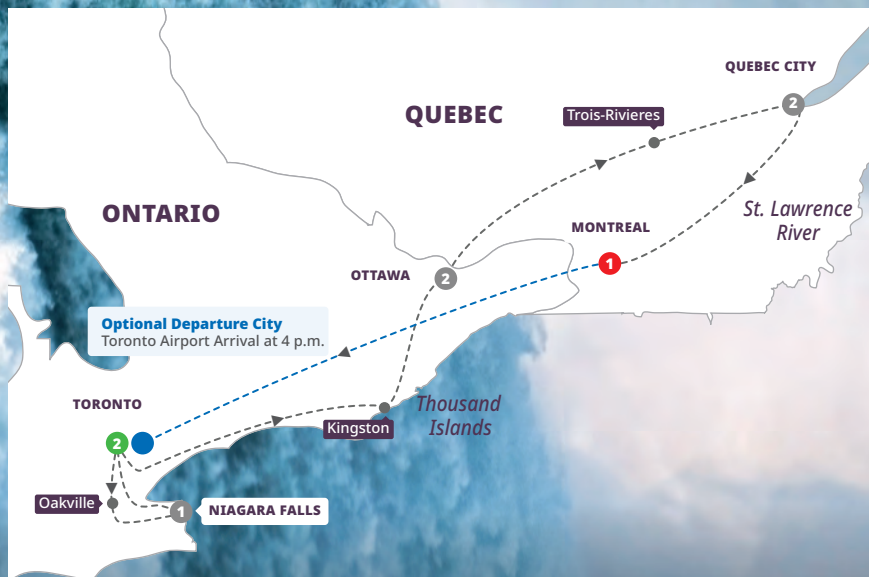 QUEBEC CITY
2
QUEBEC
Trois-Rivieres
ONTARIO
St. Lawrence
River
MONTREAL
1
OTTAWA
2
Optional Departure City
Toronto Airport Arrival at 4 p.m.
TORONTO
2
Thousand
Islands
Kingston
Oakville
1
NIAGARA FALLS